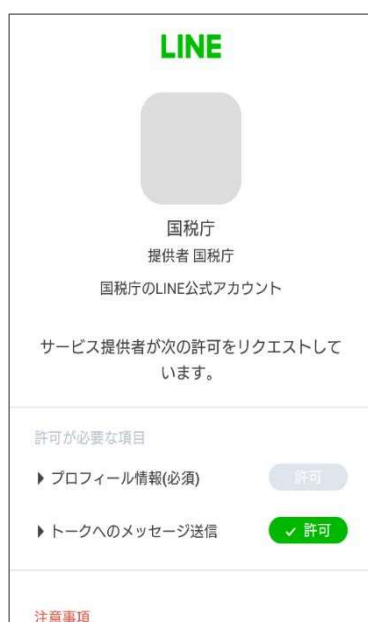 LINE
国税庁
提供者 国税庁
国税庁のLINE公式アカウント
サービス提供者が次の許可をリクエストして
います。
許可が必要な項目
プロフィール情報(必須) 許可
トークへのメッセージ送信 許可
注意事項